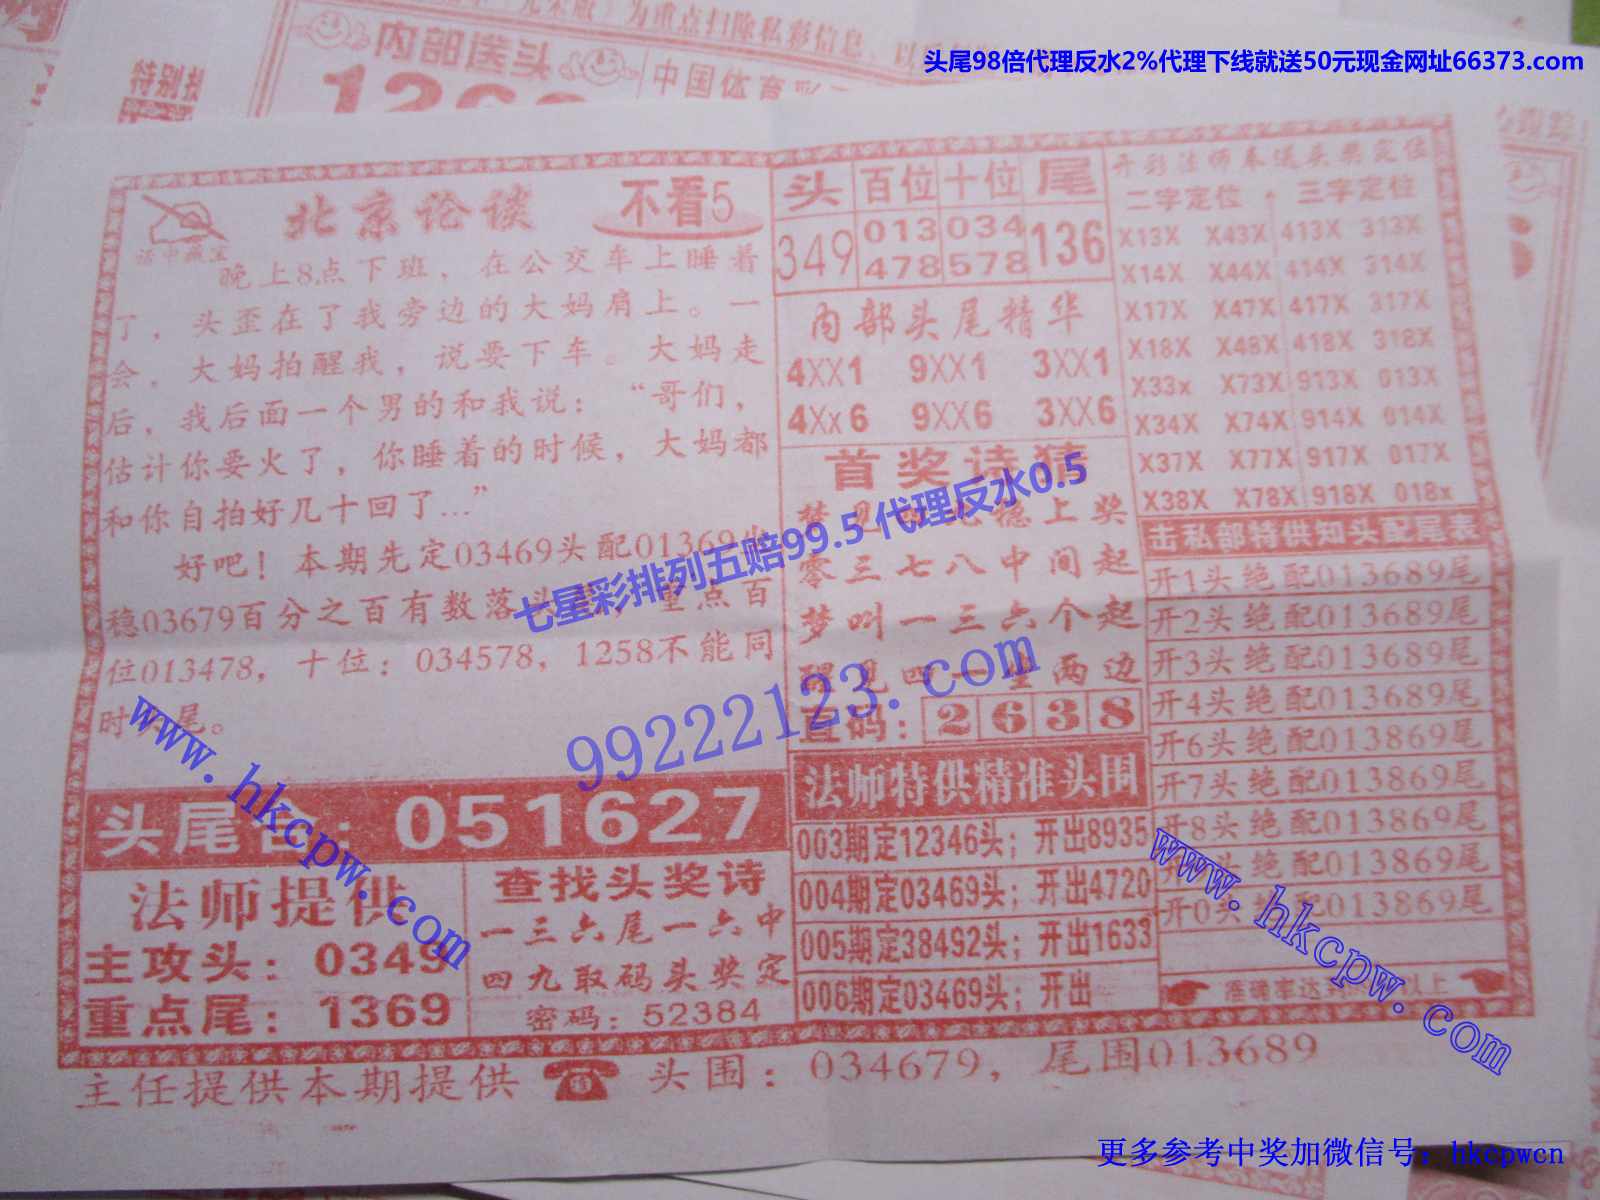 头尾98倍代理反水2%代理下线就送50元现金网址66373.com
内部送头
中国体育彩
特别
北京论谈
不看5
晚上8点下班，在公交车上睡着
了，头歪在了我旁边的大妈肩上。一
会，大妈拍醒我，说要下车。大妈走
后，我后面一个男的和我说：“哥们，
估计你要火了，你睡着的时候，大妈都
和你自拍好几十回了...”
好吧！本期先定03469头配01369
稳03679百分之百有数落 重点百
位013478，十位：034578，1258不能同
时 尾。
头尾合：051627
法师提供
主攻头：0349
重点尾：1369
查找头奖诗
一三六尾一六中
四九取码头奖定
密码：52384
头 百位 十位 尾
349 013 034 136
478 578
内部头尾精华
4XX1 9XX1 3XX1
4Xx6 9XX6 3XX6
首奖诗猜
零三七八中间起
梦叫一三六个起
直码：2638
法师特供精准头围
003期定12346头；开出8935
004期定03469头；开出4720
005期定38492头；开出1633
006期定03469头；开出
开彩法师本送头奖定位
二字定位 三字定位
X13X X43X 413X 313X
X14X X44X 414X 314X
X17X X47X 417X 317X
X18X X48X 418X 318X
X33x X73X 913X 013X
X34X X74X 914X 014X
X37X X77X 917X 017X
X38X X78X 918X 018x
击私部特供知头配尾表
开1头绝配013689尾
开2头绝配013689尾
开3头绝配013689尾
开4头绝配013689尾
开6头绝配013869尾
开7头绝配013869尾
开8头绝配013869尾
头绝配013869尾
开0头绝配013869尾
准确率达 以上
主任提供本期提供 头围：034679，尾围013689
七星彩排列五赔99.5 代理反水0.5
99222123.com
www.hkcpw.com
www.hkcpw.com
更多参考中奖加微信号：hkcpwcn